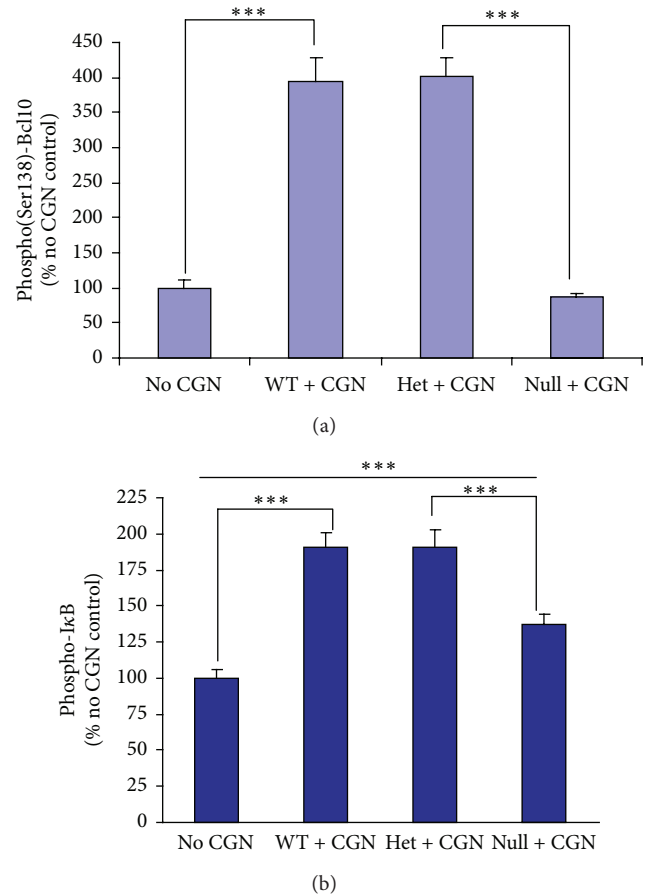 ***
***
450
400
350
300
250
200
150
100
50
0
Phospho(Ser138)-Bcl10
(% no CGN control)
No CGN
WT + CGN
Het + CGN
Null + CGN
(a)
***
***
***
225
200
175
150
125
100
75
50
25
0
Phospho-IκB
(% no CGN control)
No CGN
WT + CGN
Het + CGN
Null + CGN
(b)